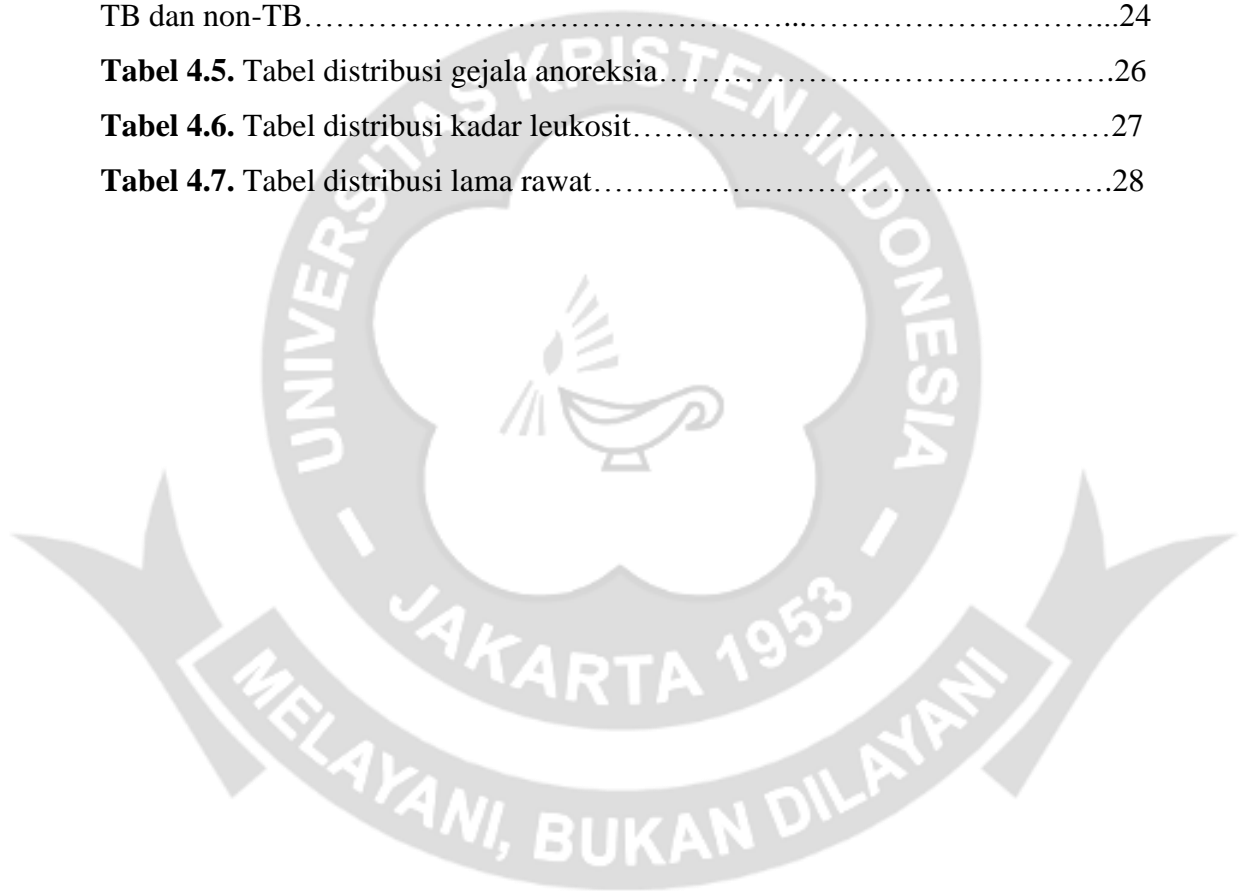 TB dan non-TB……………………………………………...………………………...24
Tabel 4.5. Tabel distribusi gejala anoreksia…………………………………….26
Tabel 4.6. Tabel distribusi kadar leukosit………………………………………27
Tabel 4.7. Tabel distribusi lama rawat………………………………………….28
UNIVERSITAS KRISTEN INDONESIA
- JAKARTA 1953 -
MELAYANI, BUKAN DILAYANI